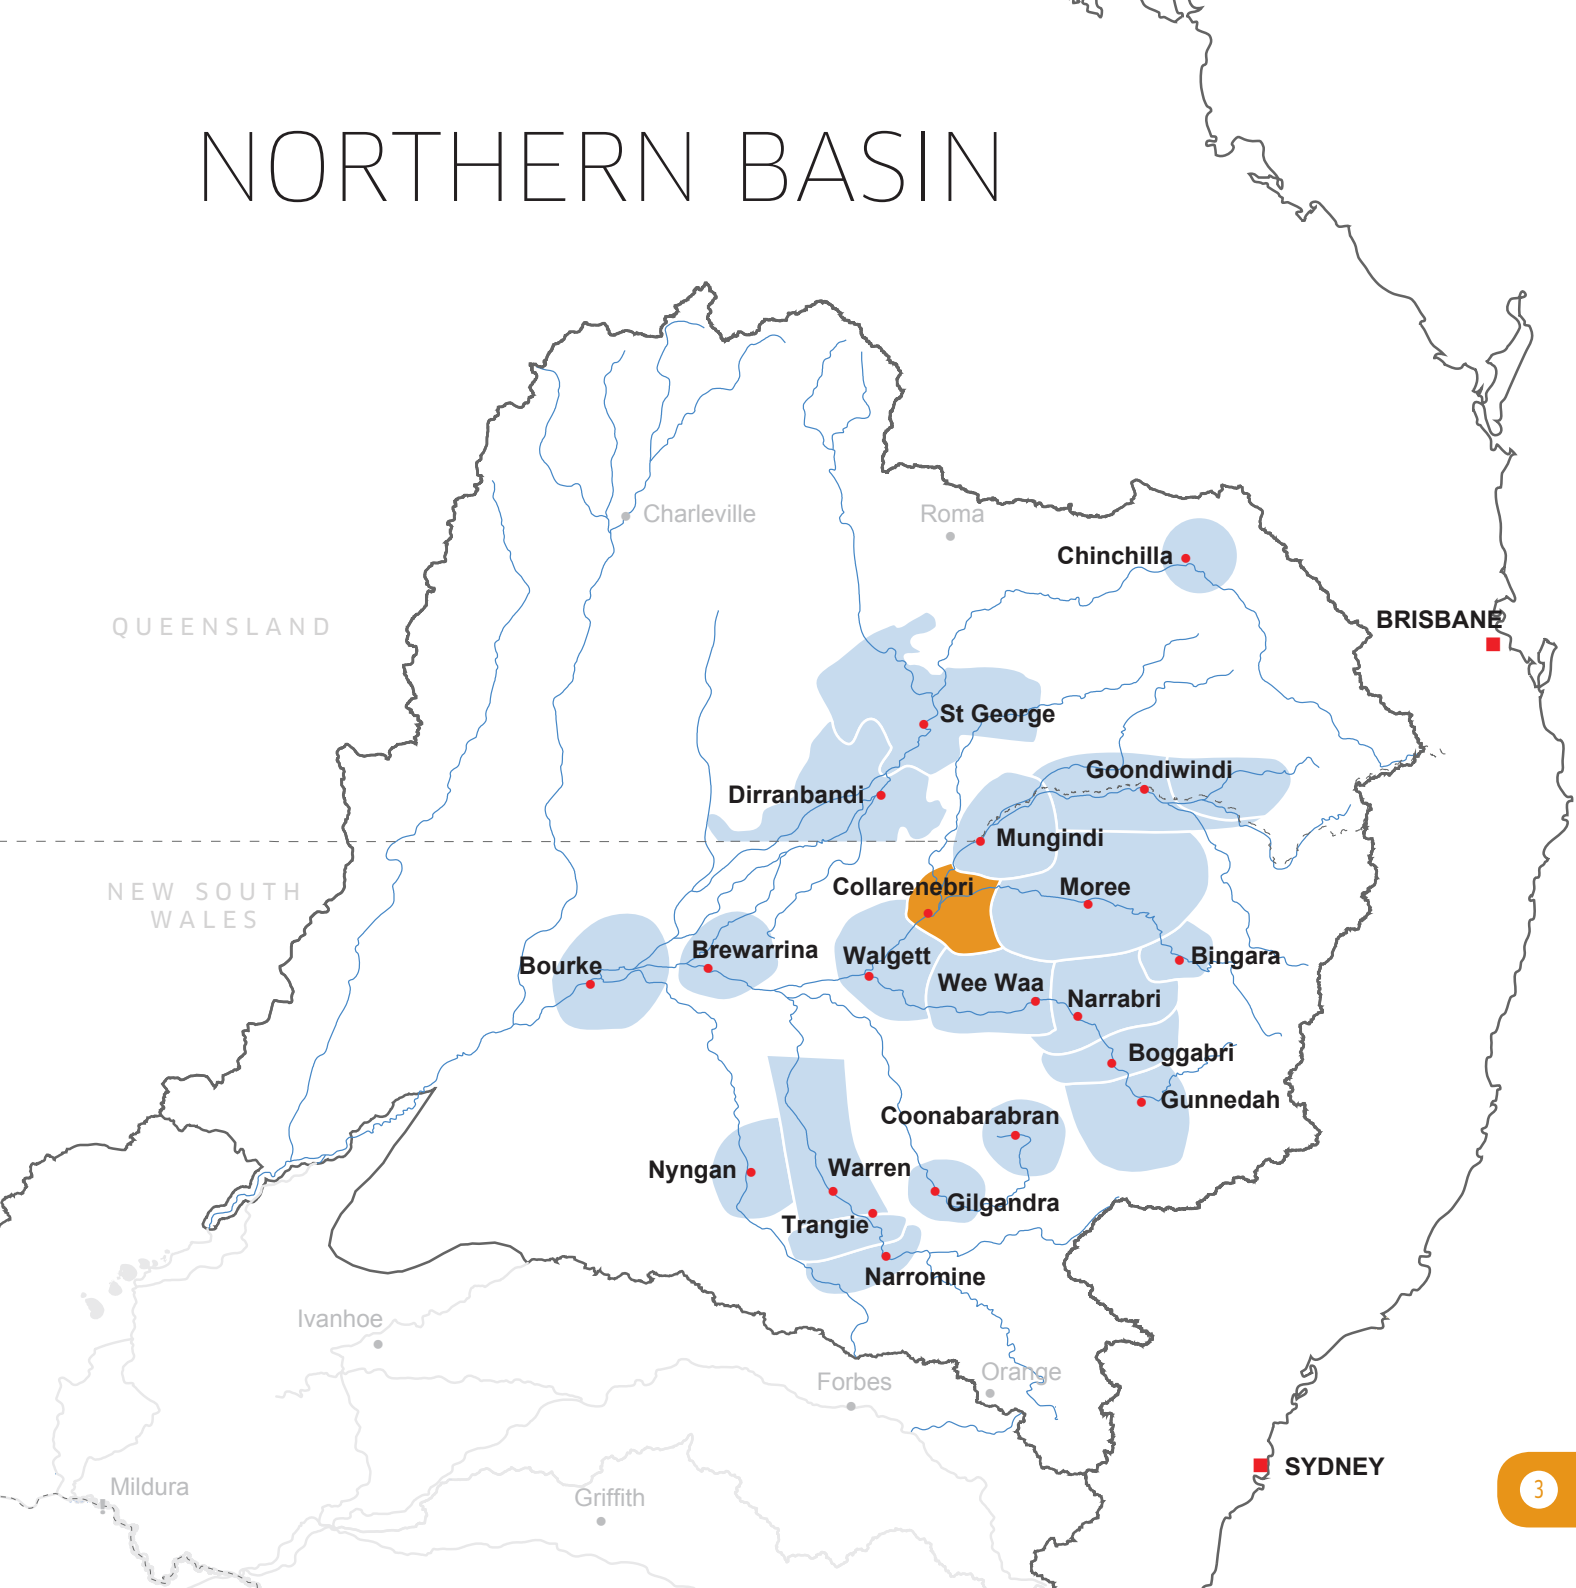 NORTHERN BASIN
Charleville
Roma
Chinchilla
QUEENSLAND
BRISBANE
St George
Goondiwindi
Dirranbandi
Mungindi
NEW SOUTH
WALES
Collarenebri
Moree
Brewarrina
Walgett
Bingara
Bourke
Wee Waa
Narrabri
Boggabri
Gunnedah
Coonabarabran
Nyngan
Warren
Gilgandra
Trangie
Narromine
Ivanhoe
Forbes
Orange
Mildura
Griffith
SYDNEY
3